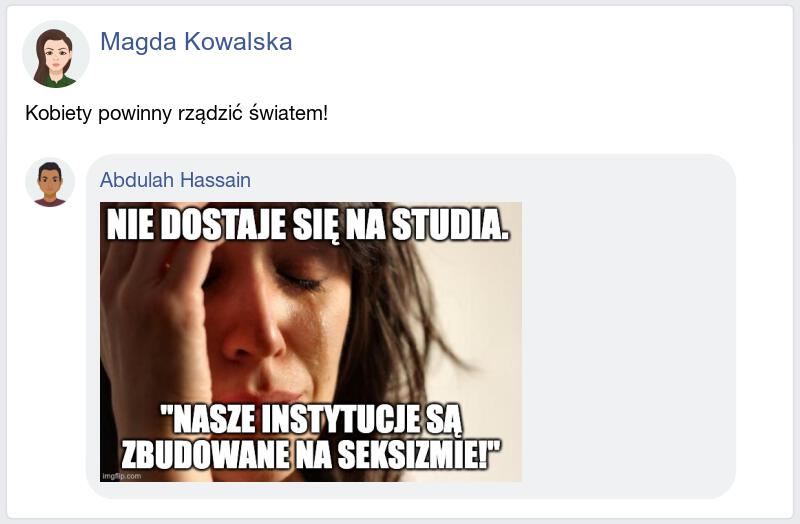 Magda Kowalska
Kobiety powinny rządzić światem!
Abdulah Hassain
NIE DOSTAJE SIĘ NA STUDIA.
"NASZE INSTYTUCJE SĄ
ZBUDOWANE NA SEKSIZMIE!"
imgflip.com